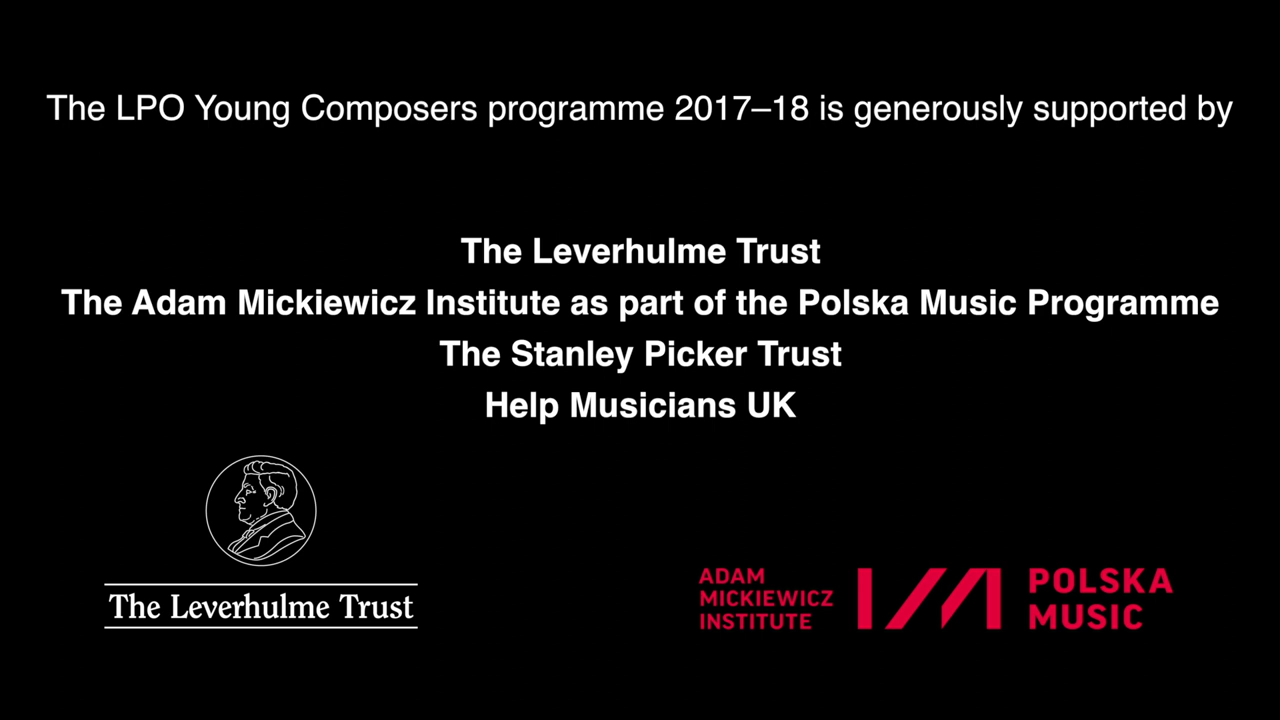 The LPO Young Composers programme 2017–18 is generously supported by
The Leverhulme Trust
The Adam Mickiewicz Institute as part of the Polska Music Programme
The Stanley Picker Trust
Help Musicians UK
The Leverhulme Trust
ADAM
MICKIEWICZ
INSTITUTE
POLSKA
MUSIC